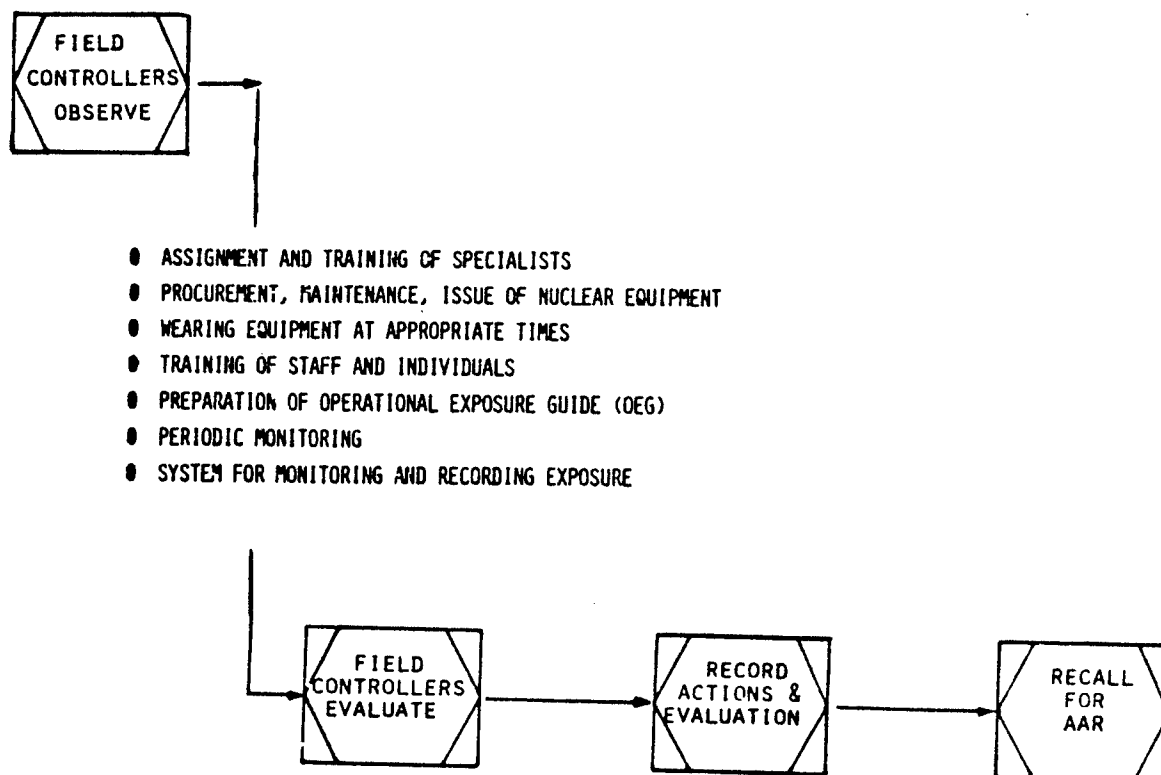 FIELD
CONTROLLERS
OBSERVE
● ASSIGNMENT AND TRAINING OF SPECIALISTS
● PROCUREMENT, MAINTENANCE, ISSUE OF NUCLEAR EQUIPMENT
● WEARING EQUIPMENT AT APPROPRIATE TIMES
● TRAINING OF STAFF AND INDIVIDUALS
● PREPARATION OF OPERATIONAL EXPOSURE GUIDE (OEG)
● PERIODIC MONITORING
● SYSTEM FOR MONITORING AND RECORDING EXPOSURE
FIELD
CONTROLLERS
EVALUATE
RECORD
ACTIONS &
EVALUATION
RECALL
FOR
AAR